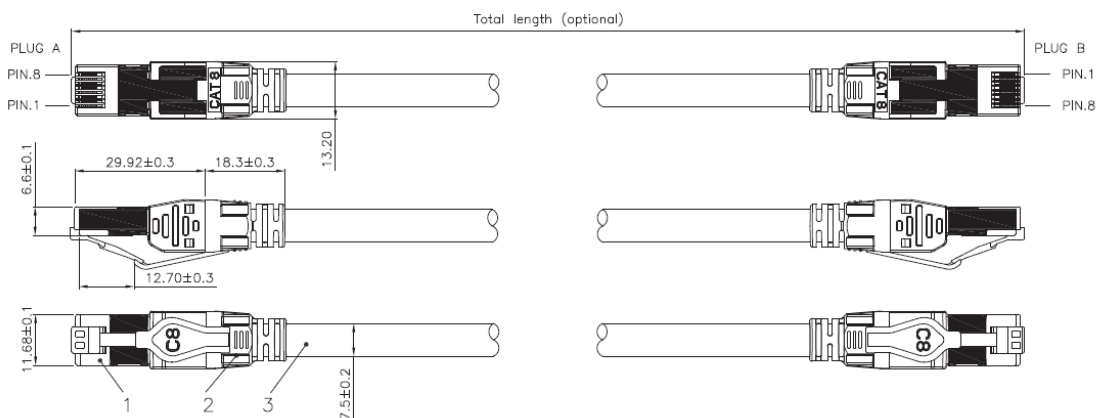 Total length (optional)
PLUG A
PLUG B
PIN.8
PIN.1
PIN.1
PIN.8
CAT 8
CAT 8
13.20
29.92±0.3
18.3±0.3
6.6±0.1
12.70±0.3
11.68±0.1
C8
C8
7.5±0.2
1
2
3